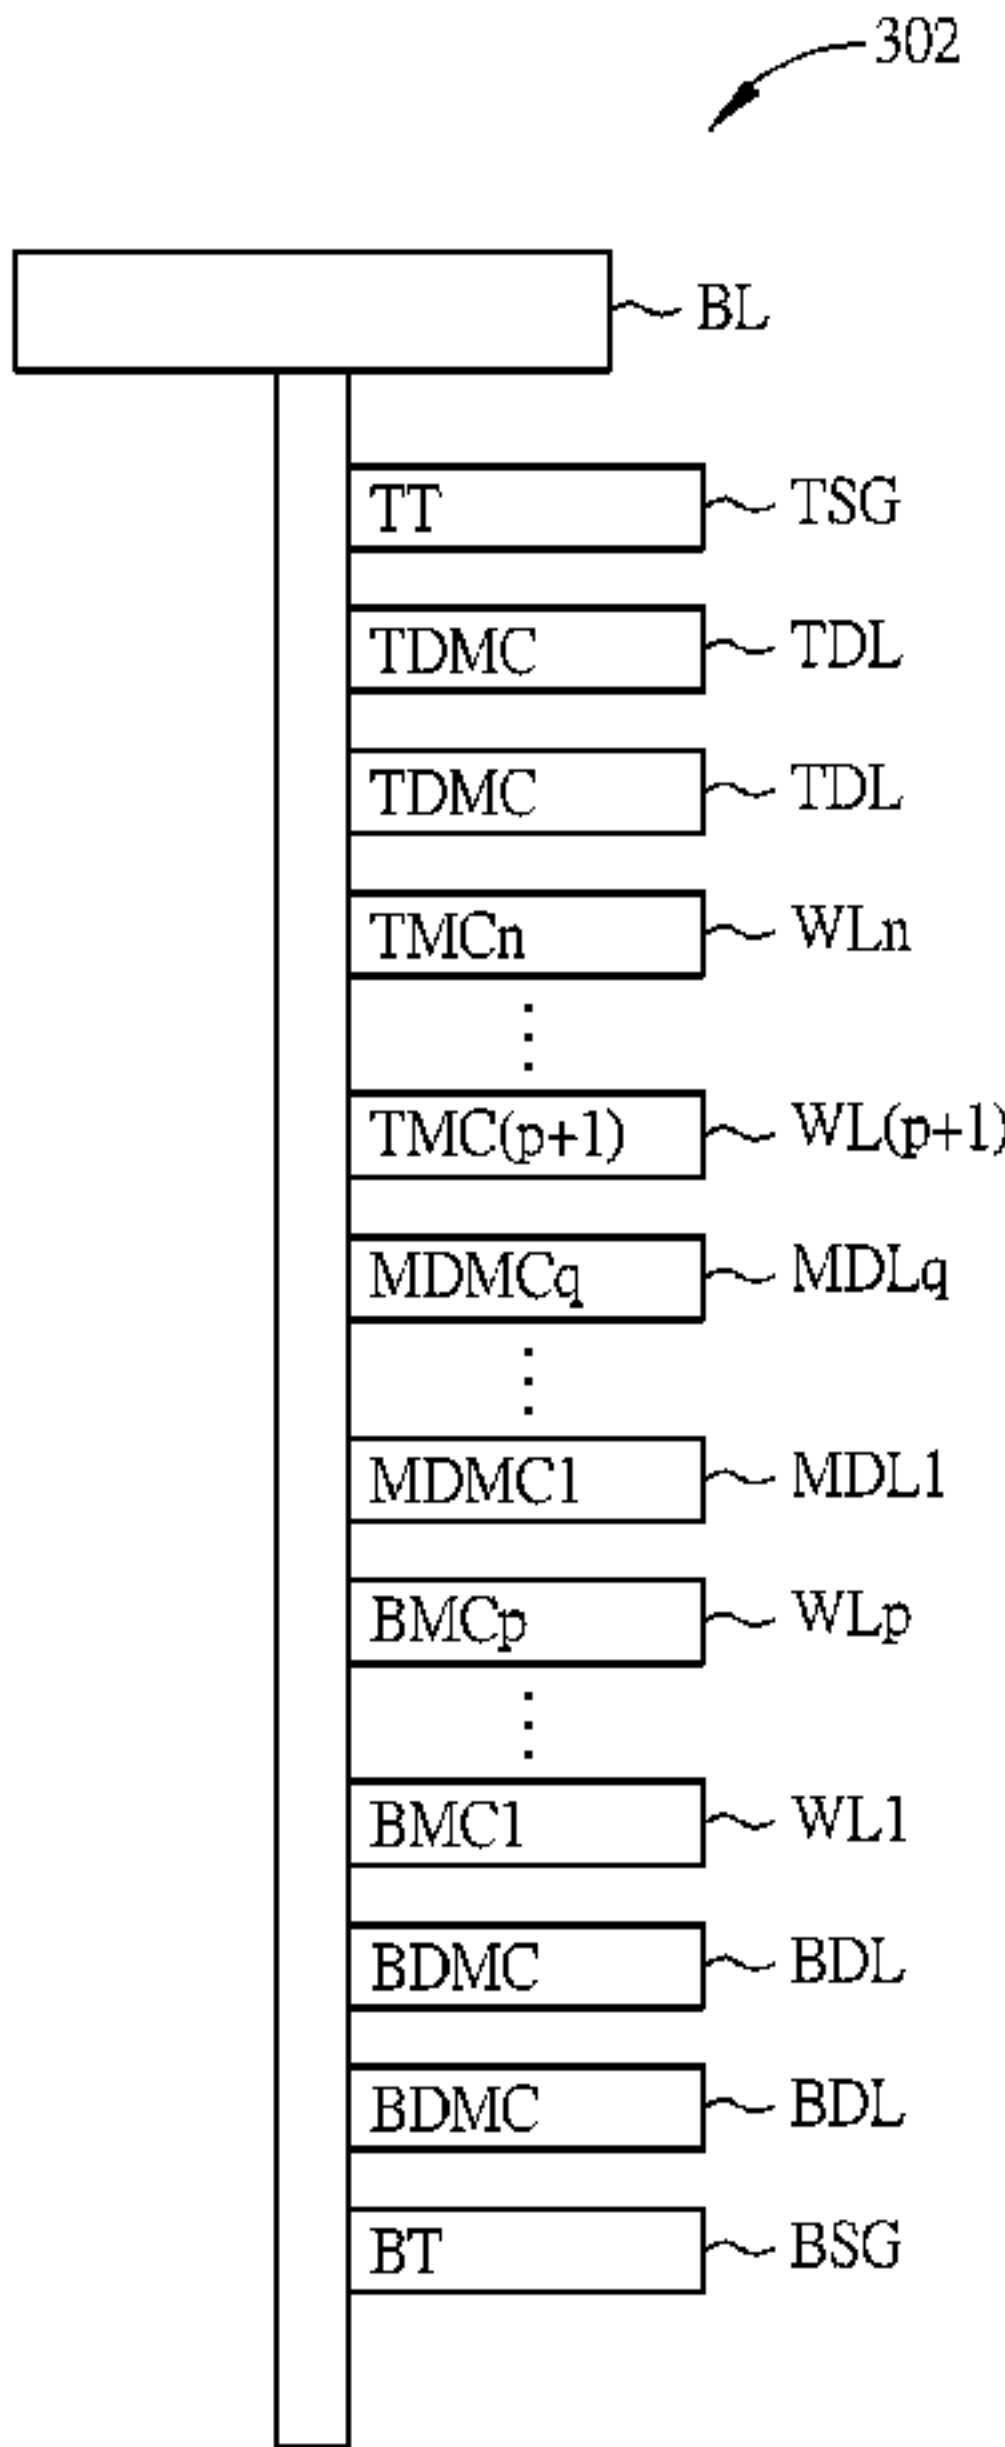 302
BL
TT TSG
TDMC TDL
TDMC TDL
TMCn WLn
TMC(p+1) WL(p+1)
MDMCq MDLq
MDMC1 MDL1
BMCp WLp
BMC1 WL1
BDMC BDL
BDMC BDL
BT BSG